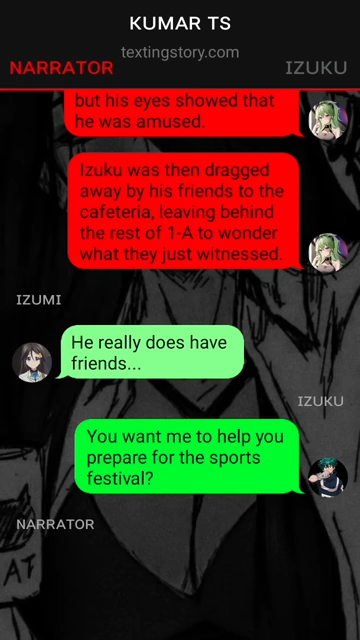 KUMAR TS
textingstory.com
NARRATOR
IZUKU
but his eyes showed that
he was amused.
Izuku was then dragged
away by his friends to the
cafeteria, leaving behind
the rest of 1-A to wonder
what they just witnessed.
IZUMI
He really does have
friends...
IZUKU
You want me to help you
prepare for the sports
festival?
NARRATOR
AF